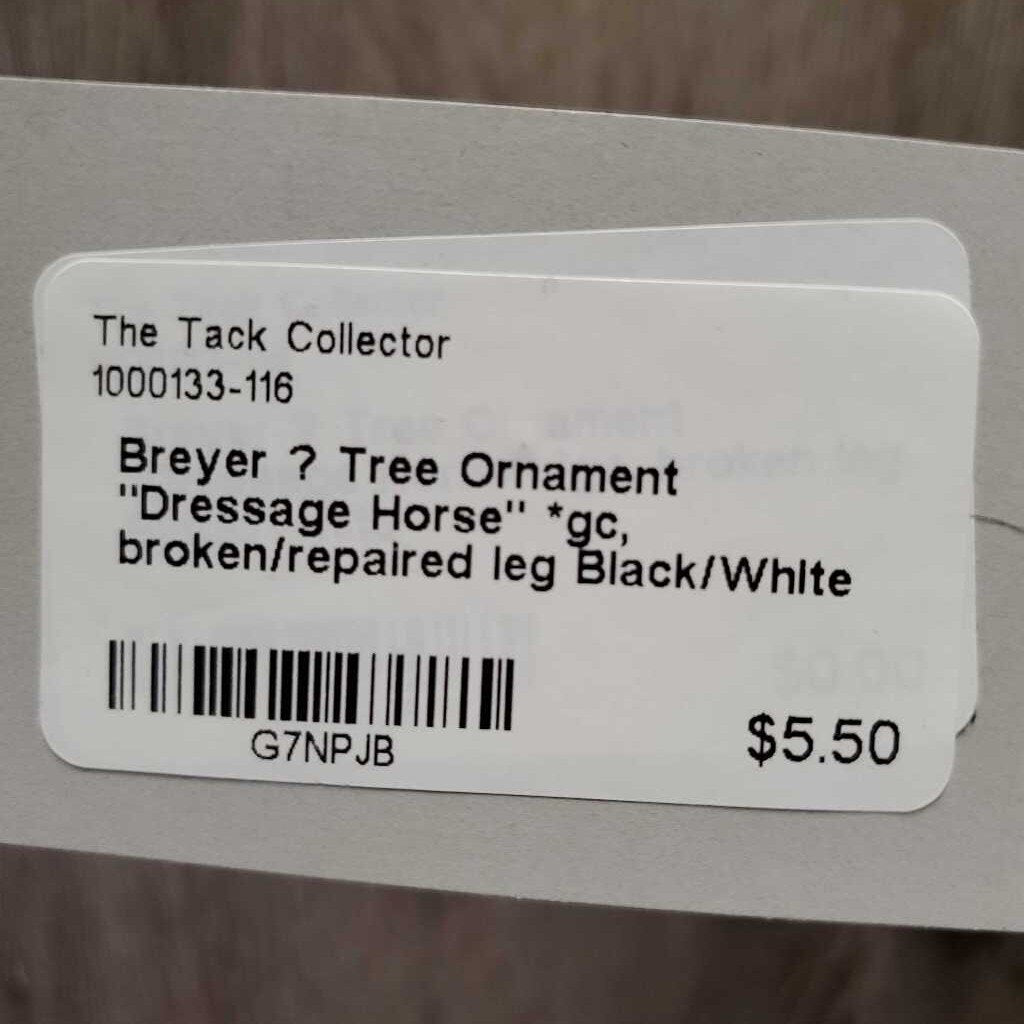 The Tack Collector
1000133-116
Breyer ? Tree Ornament
"Dressage Horse" *gc,
broken/repaired leg Black/White
G7NPJB
$5.50